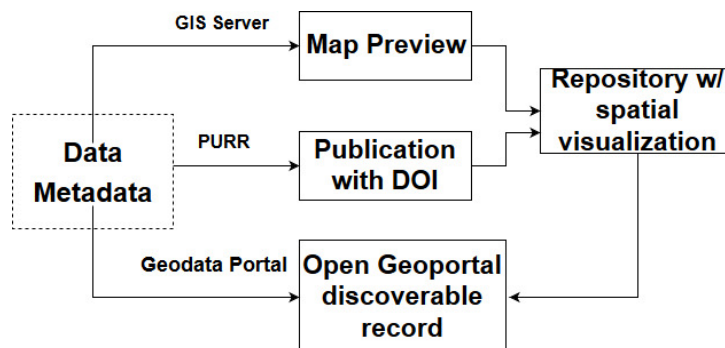 GIS Server
Map Preview
Repository w/
spatial
visualization
Data
Metadata
PURR
Publication
with DOI
Geodata Portal
Open Geoportal
discoverable
record